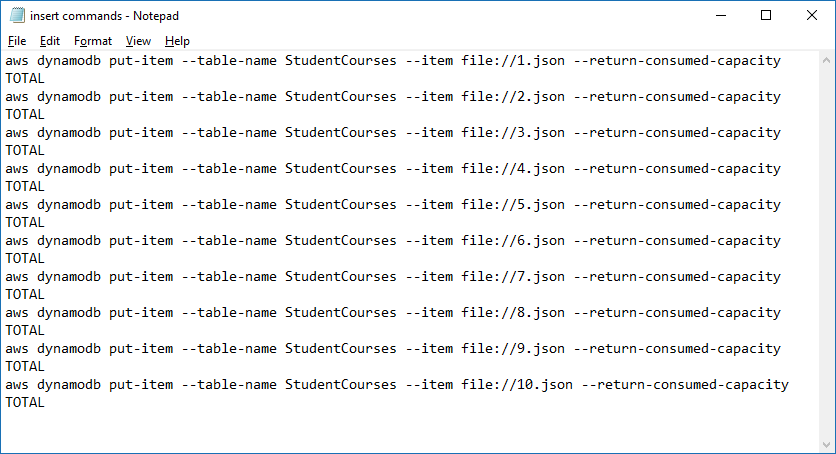 insert commands - Notepad
File Edit Format View Help
aws dynamodb put-item --table-name StudentCourses --item file://1.json --return-consumed-capacity
TOTAL
aws dynamodb put-item --table-name StudentCourses --item file://2.json --return-consumed-capacity
TOTAL
aws dynamodb put-item --table-name StudentCourses --item file://3.json --return-consumed-capacity
TOTAL
aws dynamodb put-item --table-name StudentCourses --item file://4.json --return-consumed-capacity
TOTAL
aws dynamodb put-item --table-name StudentCourses --item file://5.json --return-consumed-capacity
TOTAL
aws dynamodb put-item --table-name StudentCourses --item file://6.json --return-consumed-capacity
TOTAL
aws dynamodb put-item --table-name StudentCourses --item file://7.json --return-consumed-capacity
TOTAL
aws dynamodb put-item --table-name StudentCourses --item file://8.json --return-consumed-capacity
TOTAL
aws dynamodb put-item --table-name StudentCourses --item file://9.json --return-consumed-capacity
TOTAL
aws dynamodb put-item --table-name StudentCourses --item file://10.json --return-consumed-capacity
TOTAL